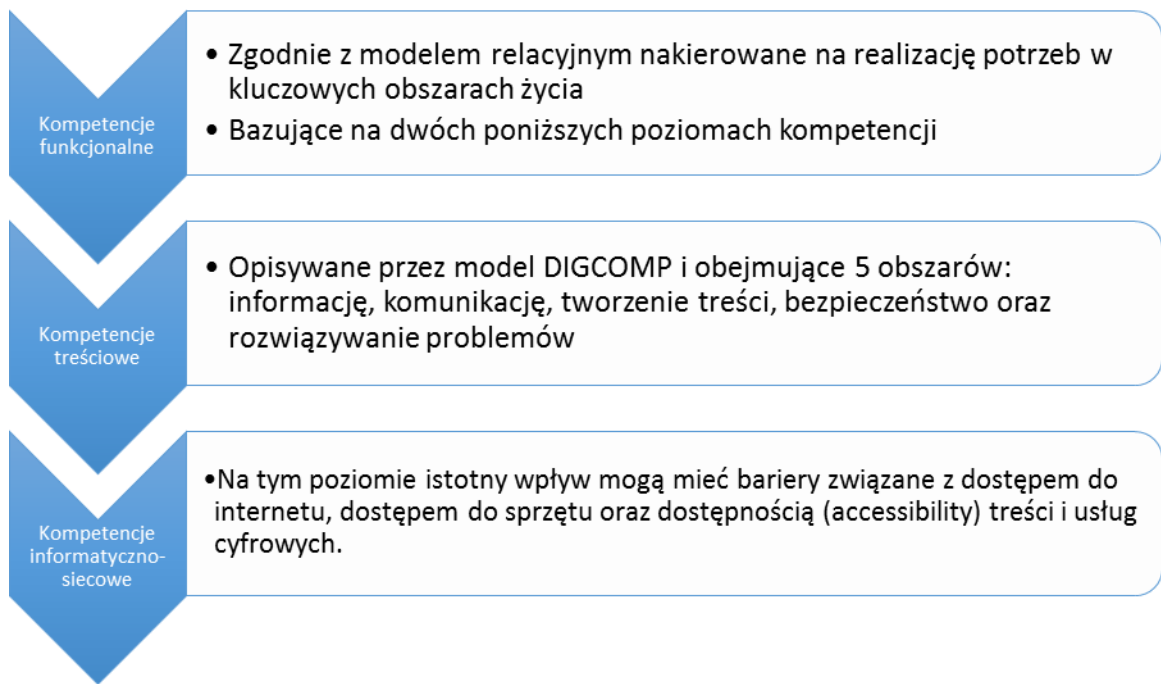 Kompetencje
funkcjonalne
• Zgodnie z modelem relacyjnym nakierowane na realizację potrzeb w
kluczowych obszarach życia
• Bazujące na dwóch poniższych poziomach kompetencji
Kompetencje
treściowe
• Opisywane przez model DIGCOMP i obejmujące 5 obszarów:
informację, komunikację, tworzenie treści, bezpieczeństwo oraz
rozwiązywanie problemów
Kompetencje
informatyczno-
siecowe
•Na tym poziomie istotny wpływ mogą mieć bariery związane z dostępem do
internetu, dostępem do sprzętu oraz dostępnością (accessibility) treści i usług
cyfrowych.